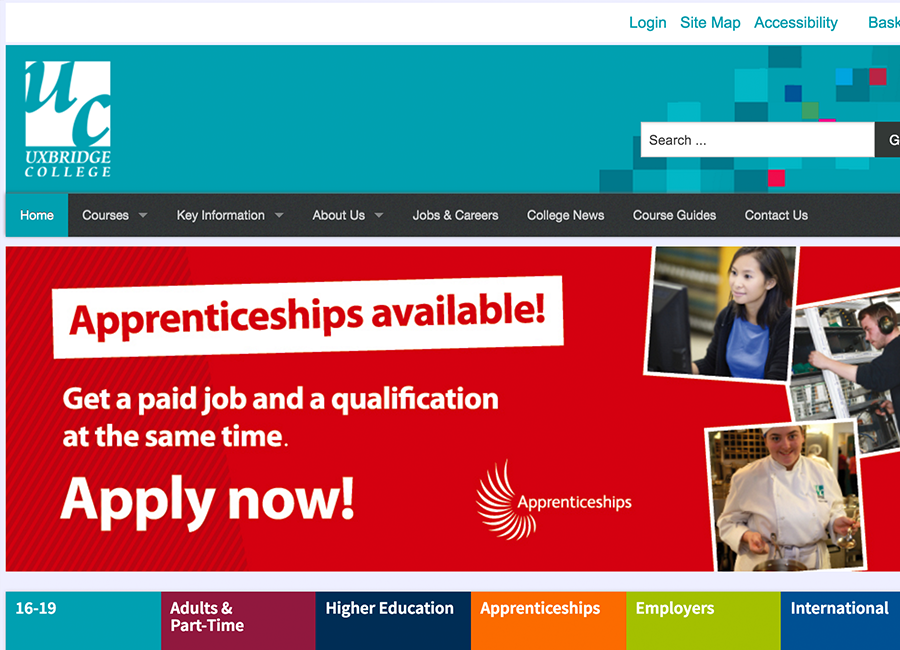 Login Site Map Accessibility
uc
UXBRIDGE
COLLEGE
Search ...
Home Courses Key Information About Us Jobs & Careers College News Course Guides Contact Us
Apprenticeships available!
Get a paid job and a qualification
at the same time.
Apply now!
Apprenticeships
16-19 Adults & Higher Education Apprenticeships Employers International
Part-Time